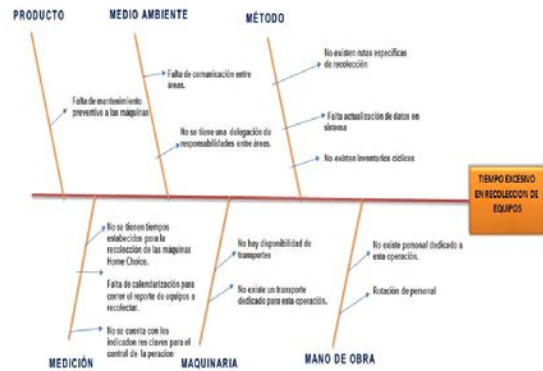 PRODUCTO
MEDIO AMBIENTE
MÉTODO
No existen rutas específicas
de recolección
Falta de comunicación entre
áreas.
Falta de mantenimiento
preventivo a las máquinas
Falta actualización de datos en
sistema
No se tiene una delegación de
responsabilidades entre áreas.
No existen inventarios cíclicos
TIEMPO EXCESIVO
EN RECOLECCION DE
EQUIPOS
No se tienen tiempos
estabecidos para la
recolección de las máquinas
Home Choice.
Falta de calendarización para
correr el reporte de equipos a
recolectar.
No se cuenta con los
indicadon res claves para el
control de la peracion
No hay disponibilidad de
transportes
No existe un transporte
dedicado para esta operación.
No existe personal dedicado a
esta operación.
Rotación de personal
MEDICIÓN
MAQUINARIA
MANO DE OBRA